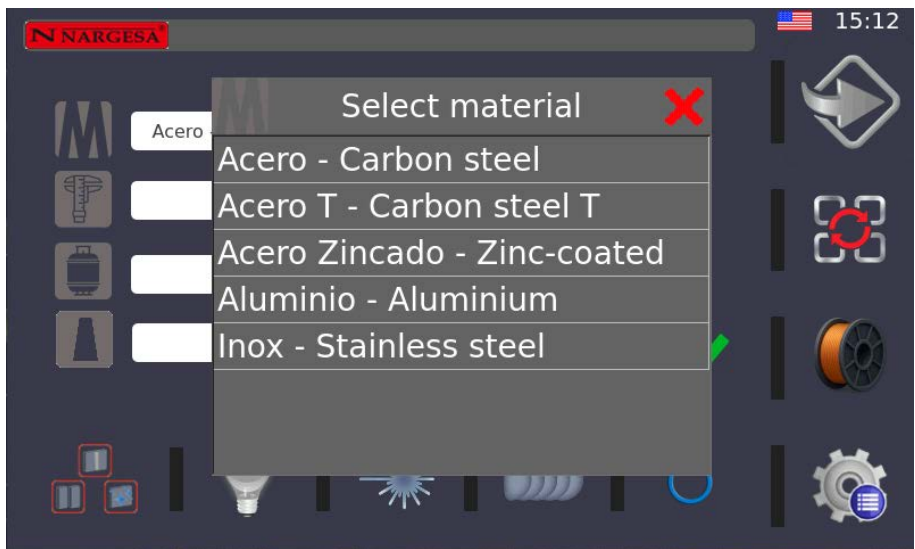 N NARGESA®
15:12
Select material
Acero -
Acero - Carbon steel
Acero T - Carbon steel T
Acero Zincado - Zinc-coated
Aluminio - Aluminium
Inox - Stainless steel